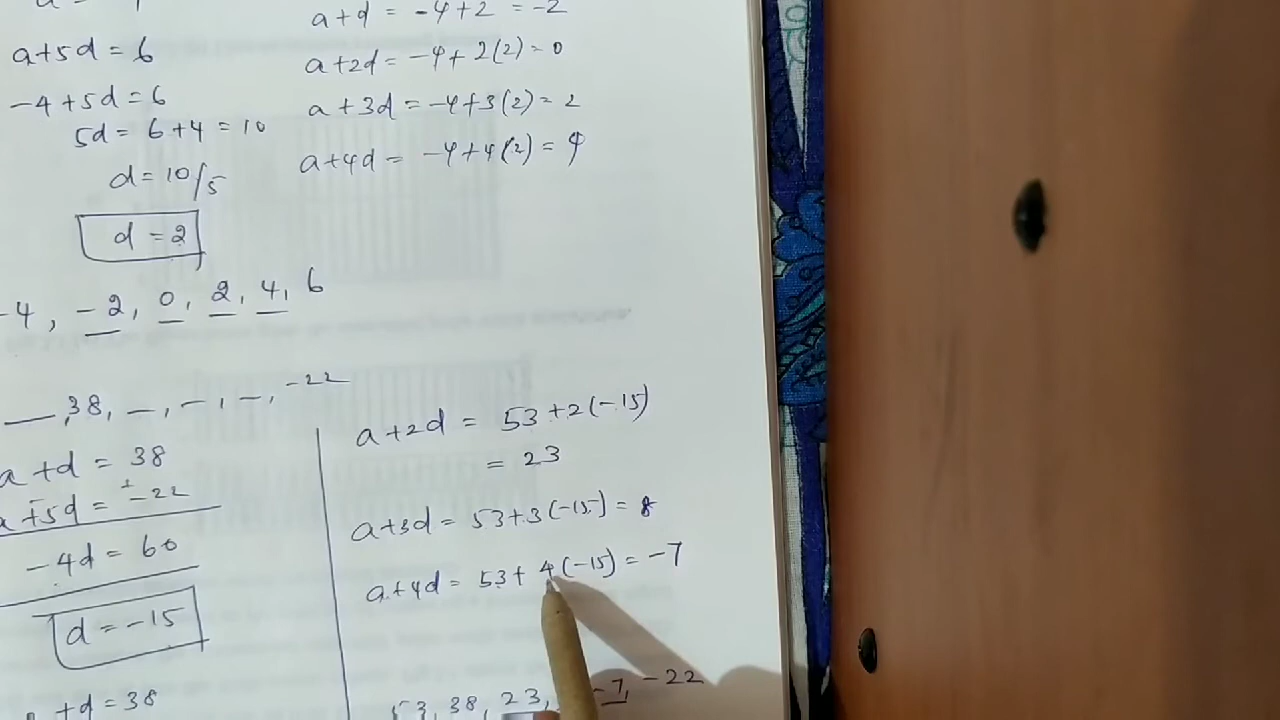 a+5d = 6
-4+5d = 6
5d = 6+4 = 10
d = 10/5
d = 2
a+d = -4+2 = -2
a+2d = -4+2(2) = 0
a+3d = -4+3(2) = 2
a+4d = -4+4(2) = 4
-4, -2, 0, 2, 4, 6
__, 38, _, _, _, -22
a+d = 38
a+5d = -22
-4d = 60
d = -15
+d = 38
a+2d = 53+2(-15)
= 23
a+3d = 53+3(-15) = 8
a+4d = 53+4(-15) = -7
53, 38, 23, -7, -22